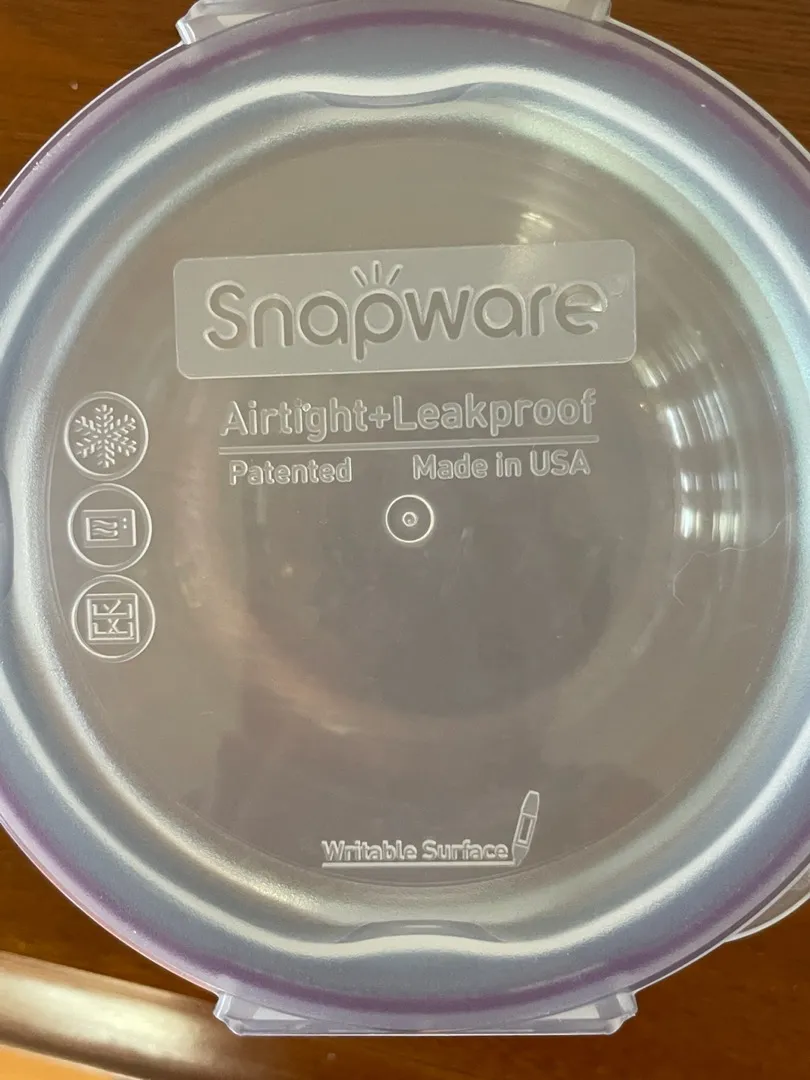 Snapware
Airtight+Leakproof
Patented Made in USA
Writable Surface